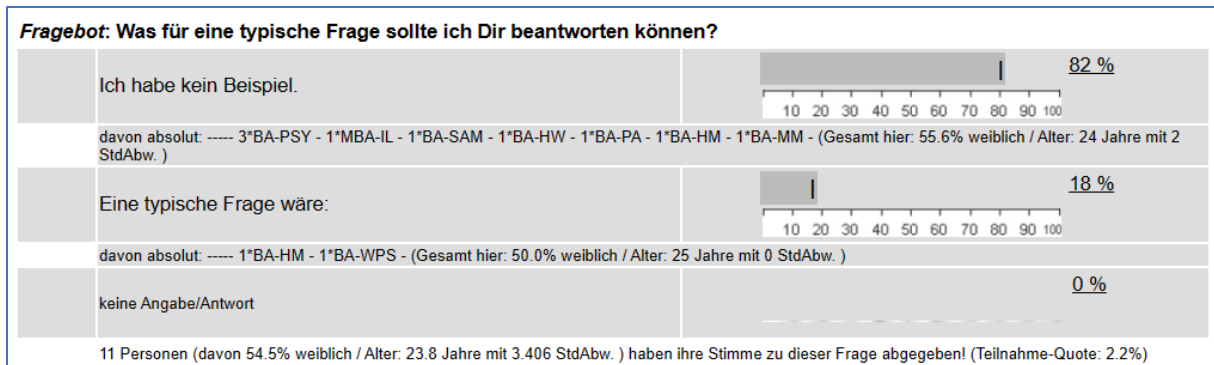 Fragebot: Was für eine typische Frage sollte ich Dir beantworten können?
Ich habe kein Beispiel.
82 %
10 20 30 40 50 60 70 80 90 100
davon absolut: ----- 3*BA-PSY - 1*MBA-IL - 1*BA-SAM - 1*BA-HW - 1*BA-PA - 1*BA-HM - 1*BA-MM - (Gesamt hier: 55.6% weiblich / Alter: 24 Jahre mit 2
StdAbw. )
Eine typische Frage wäre:
18 %
10 20 30 40 50 60 70 80 90 100
davon absolut: ----- 1*BA-HM - 1*BA-WPS - (Gesamt hier: 50.0% weiblich / Alter: 25 Jahre mit 0 StdAbw. )
keine Angabe/Antwort
0 %
11 Personen (davon 54.5% weiblich / Alter: 23.8 Jahre mit 3.406 StdAbw. ) haben ihre Stimme zu dieser Frage abgegeben! (Teilnahme-Quote: 2.2%)